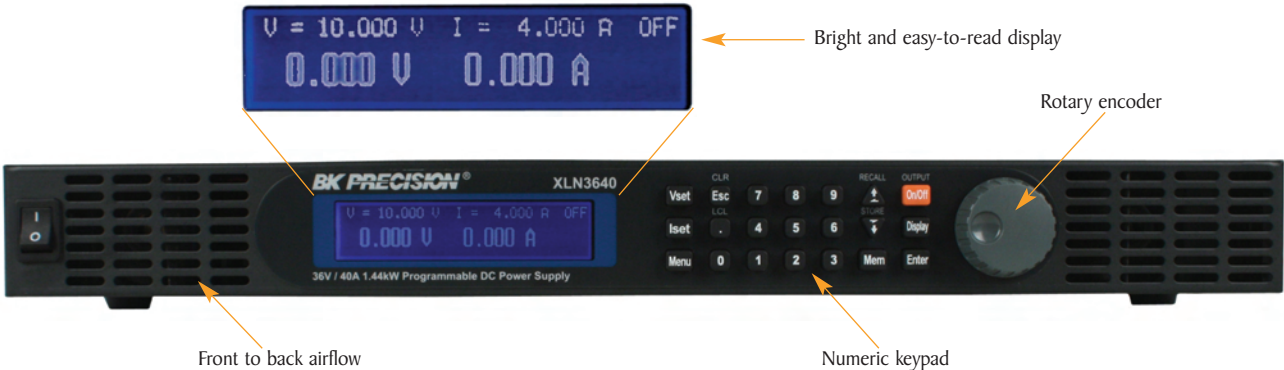 V = 10.000 V I = 4.000 A OFF
0.000 V 0.000 A
Bright and easy-to-read display
Rotary encoder
BK PRECISION® XLN3640
V = 10.000 V I = 4.000 A OFF
0.000 V 0.000 A
36V / 40A 1.44kW Programmable DC Power Supply
I
O
CLR RECALL OUTPUT
Vset Esc 7 8 9 On/Off
LCL STORE
Iset . 4 5 6 Display
Menu 0 1 2 3 Mem Enter
Front to back airflow
Numeric keypad